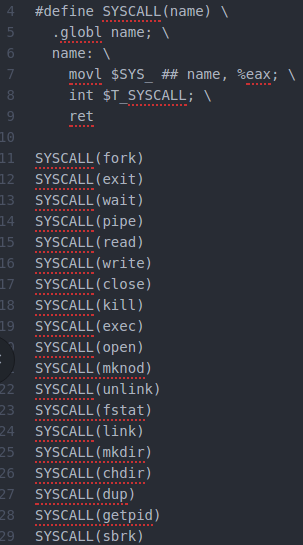 4 #define SYSCALL(name) \
5 .globl name; \
6 name: \
7 movl $SYS_ ## name, %eax; \
8 int $T_SYSCALL; \
9 ret
10
11 SYSCALL(fork)
12 SYSCALL(exit)
13 SYSCALL(wait)
14 SYSCALL(pipe)
15 SYSCALL(read)
16 SYSCALL(write)
17 SYSCALL(close)
18 SYSCALL(kill)
19 SYSCALL(exec)
20 SYSCALL(open)
SYSCALL(mknod)
22 SYSCALL(unlink)
23 SYSCALL(fstat)
24 SYSCALL(link)
25 SYSCALL(mkdir)
26 SYSCALL(chdir)
27 SYSCALL(dup)
28 SYSCALL(getpid)
29 SYSCALL(sbrk)